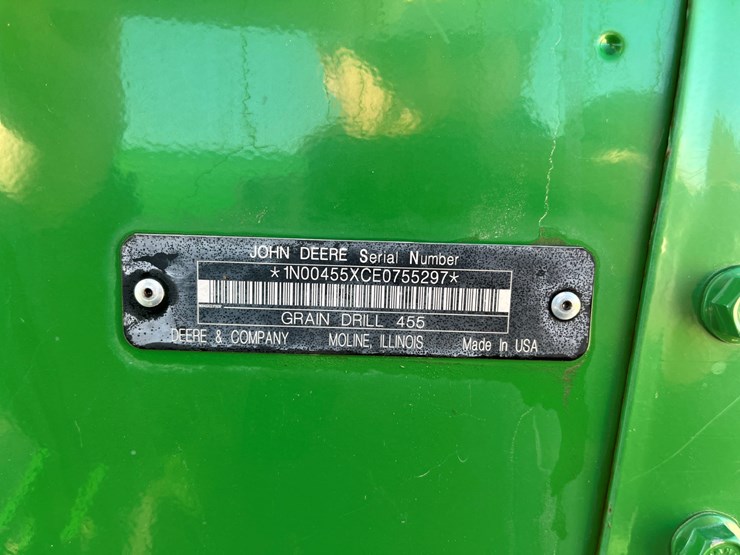 JOHN DEERE Serial Number
*1N00455XCE0755297*
GRAIN DRILL 455
DEERE & COMPANY MOLINE, ILLINOIS Made In USA